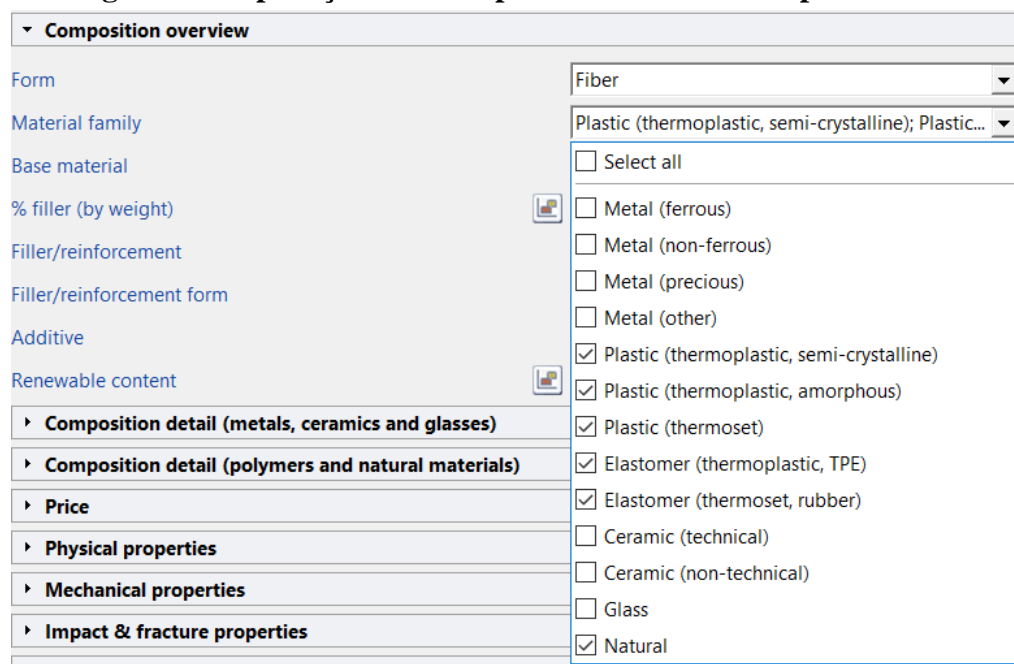 Composition overview
Form
Fiber
Material family
Plastic (thermoplastic, semi-crystalline); Plastic...
Base material
Select all
% filler (by weight)
Metal (ferrous)
Filler/reinforcement
Metal (non-ferrous)
Metal (precious)
Filler/reinforcement form
Metal (other)
Additive
Plastic (thermoplastic, semi-crystalline)
Renewable content
Plastic (thermoplastic, amorphous)
Composition detail (metals, ceramics and glasses)
Plastic (thermoset)
Composition detail (polymers and natural materials)
Elastomer (thermoplastic, TPE)
Price
Elastomer (thermoset, rubber)
Physical properties
Ceramic (technical)
Mechanical properties
Ceramic (non-technical)
Glass
Impact & fracture properties
Natural